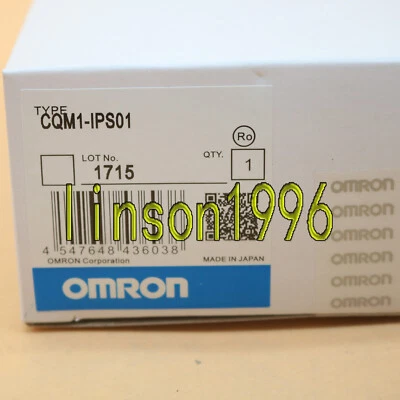 TYPE
CQM1-IPS01
Ro
LOT No.
QTY.
1715
1
linson1996
4 547648 436038
OMRON Corporation
MADE IN JAPAN
OMRON
OMRON
OMRON
OMRON
OMRON
OMRON
OMRON